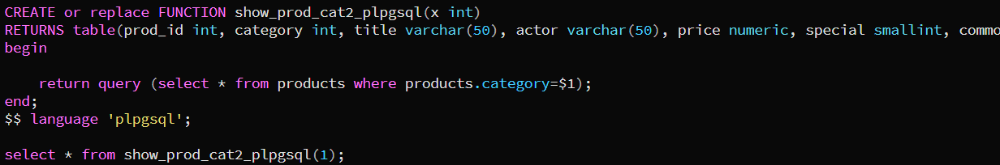 CREATE or replace FUNCTION show_prod_cat2_plpgsql(x int)
RETURNS table(prod_id int, category int, title varchar(50), actor varchar(50), price numeric, special smallint, commo
begin
    return query (select * from products where products.category=$1);
end;
$$ language 'plpgsql';
select * from show_prod_cat2_plpgsql(1);